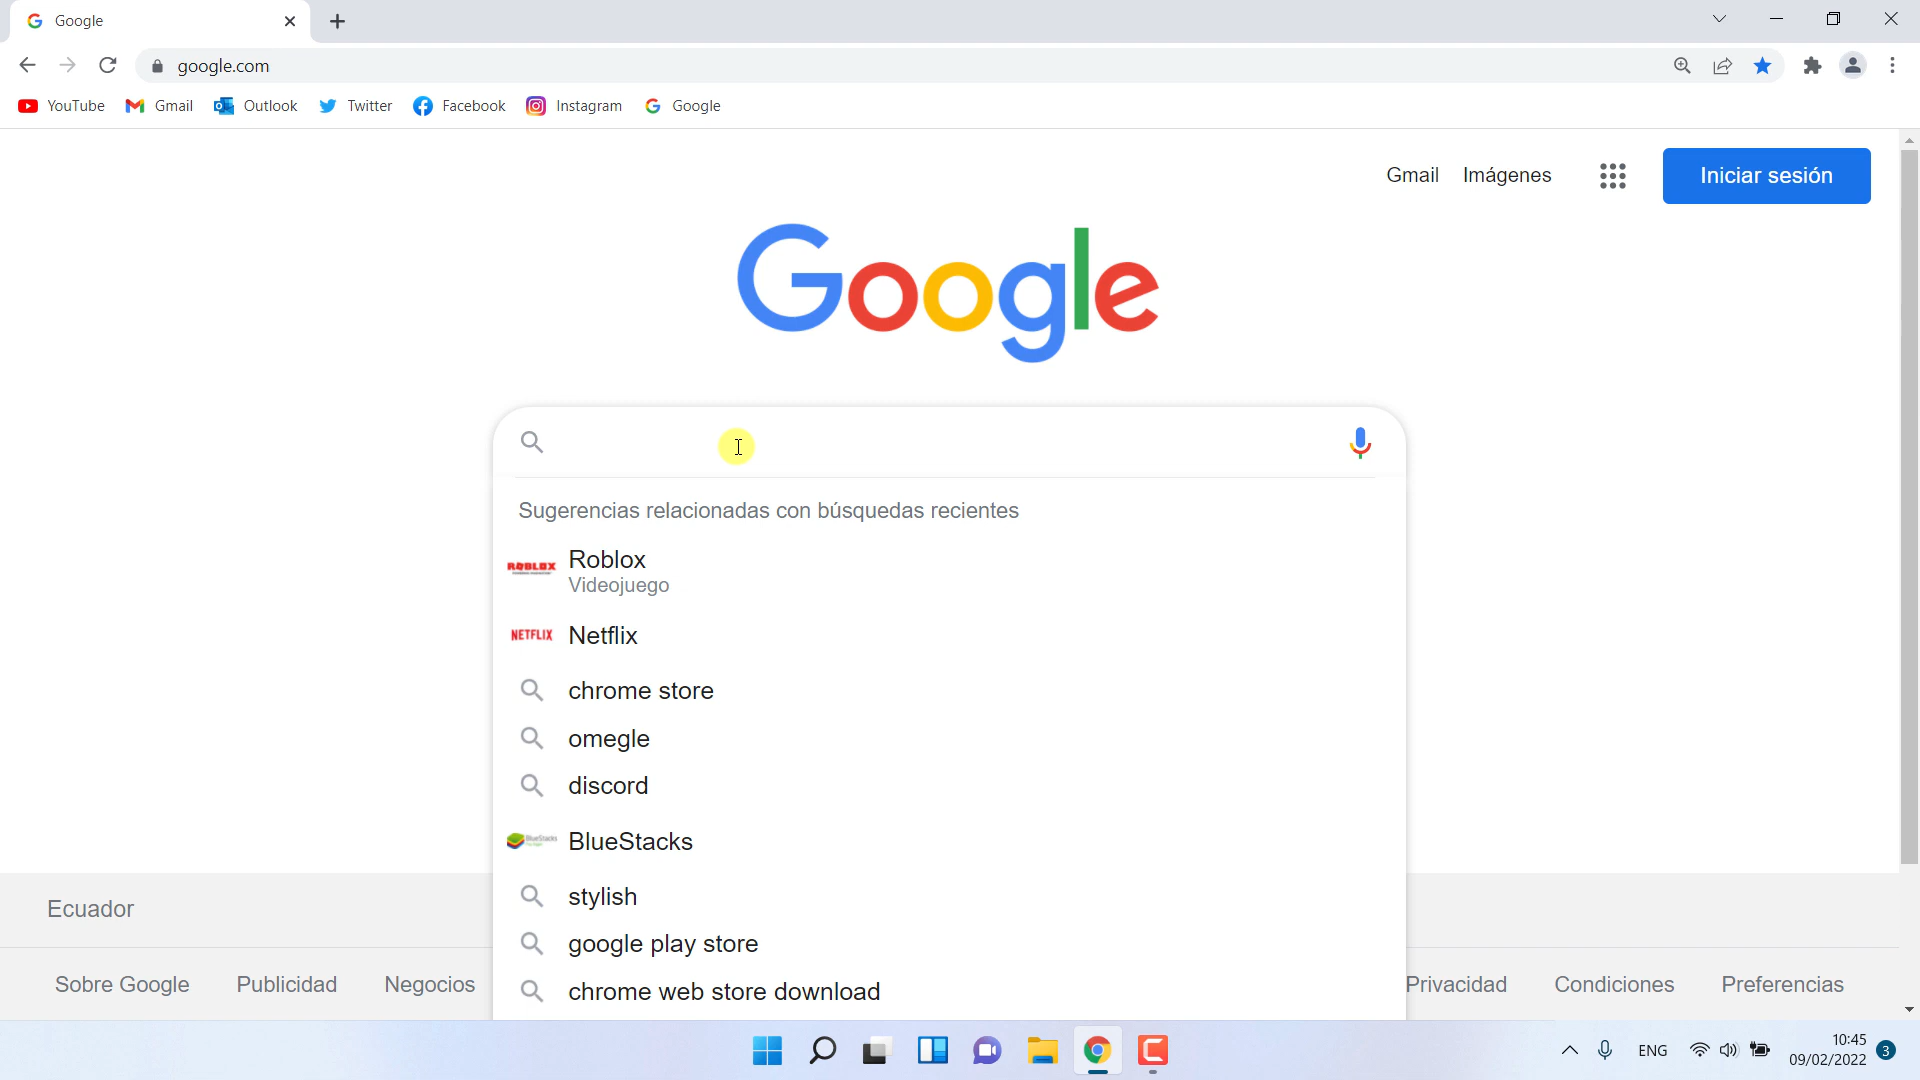 Google
google.com
YouTube Gmail Outlook Twitter Facebook Instagram Google
Gmail Imágenes Iniciar sesión
Google
Sugerencias relacionadas con búsquedas recientes
ROBLOX Roblox
Videojuego
NETFLIX Netflix
chrome store
omegle
discord
BlueStacks BlueStacks
stylish
Ecuador
google play store
Sobre Google Publicidad Negocios Privacidad Condiciones Preferencias
chrome web store download
ENG 10:45
09/02/2022 3